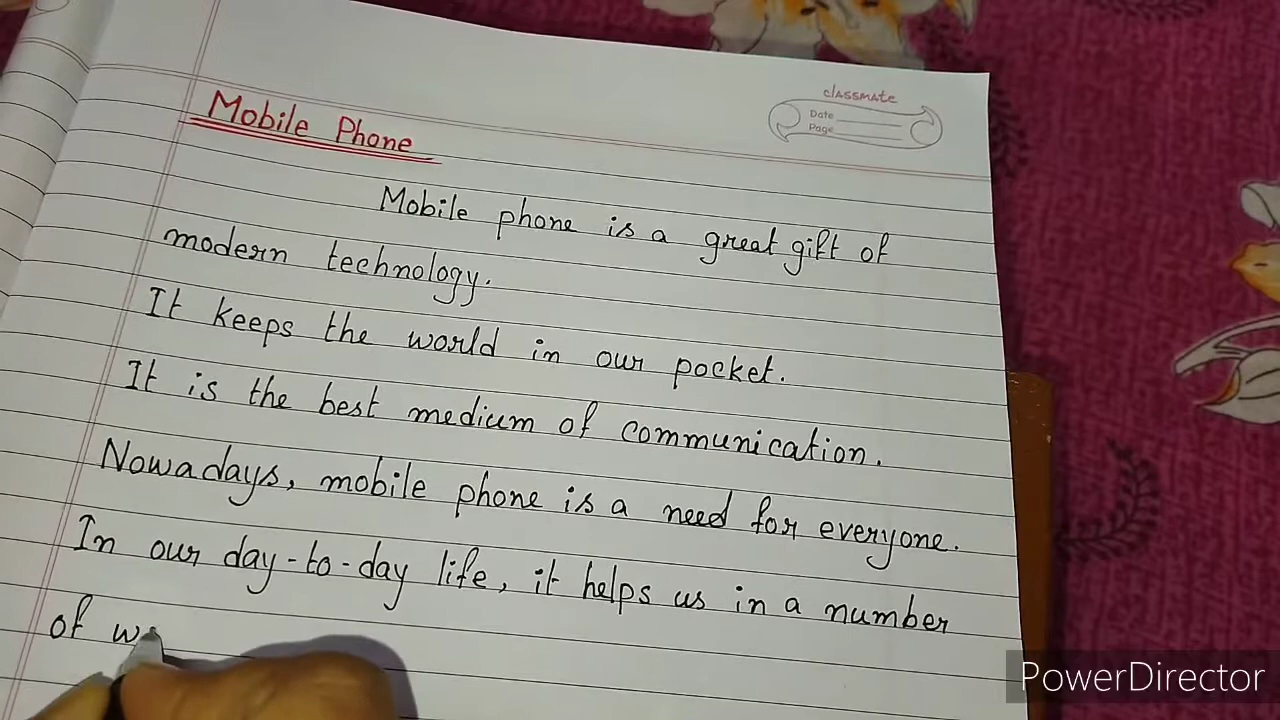 classmate
Date
Page
Mobile Phone
Mobile phone is a great gift of
modern technology.
It keeps the world in our pocket.
It is the best medium of communication.
Nowadays, mobile phone is a need for everyone.
In our day-to-day life, it helps us in a number
of
PowerDirector